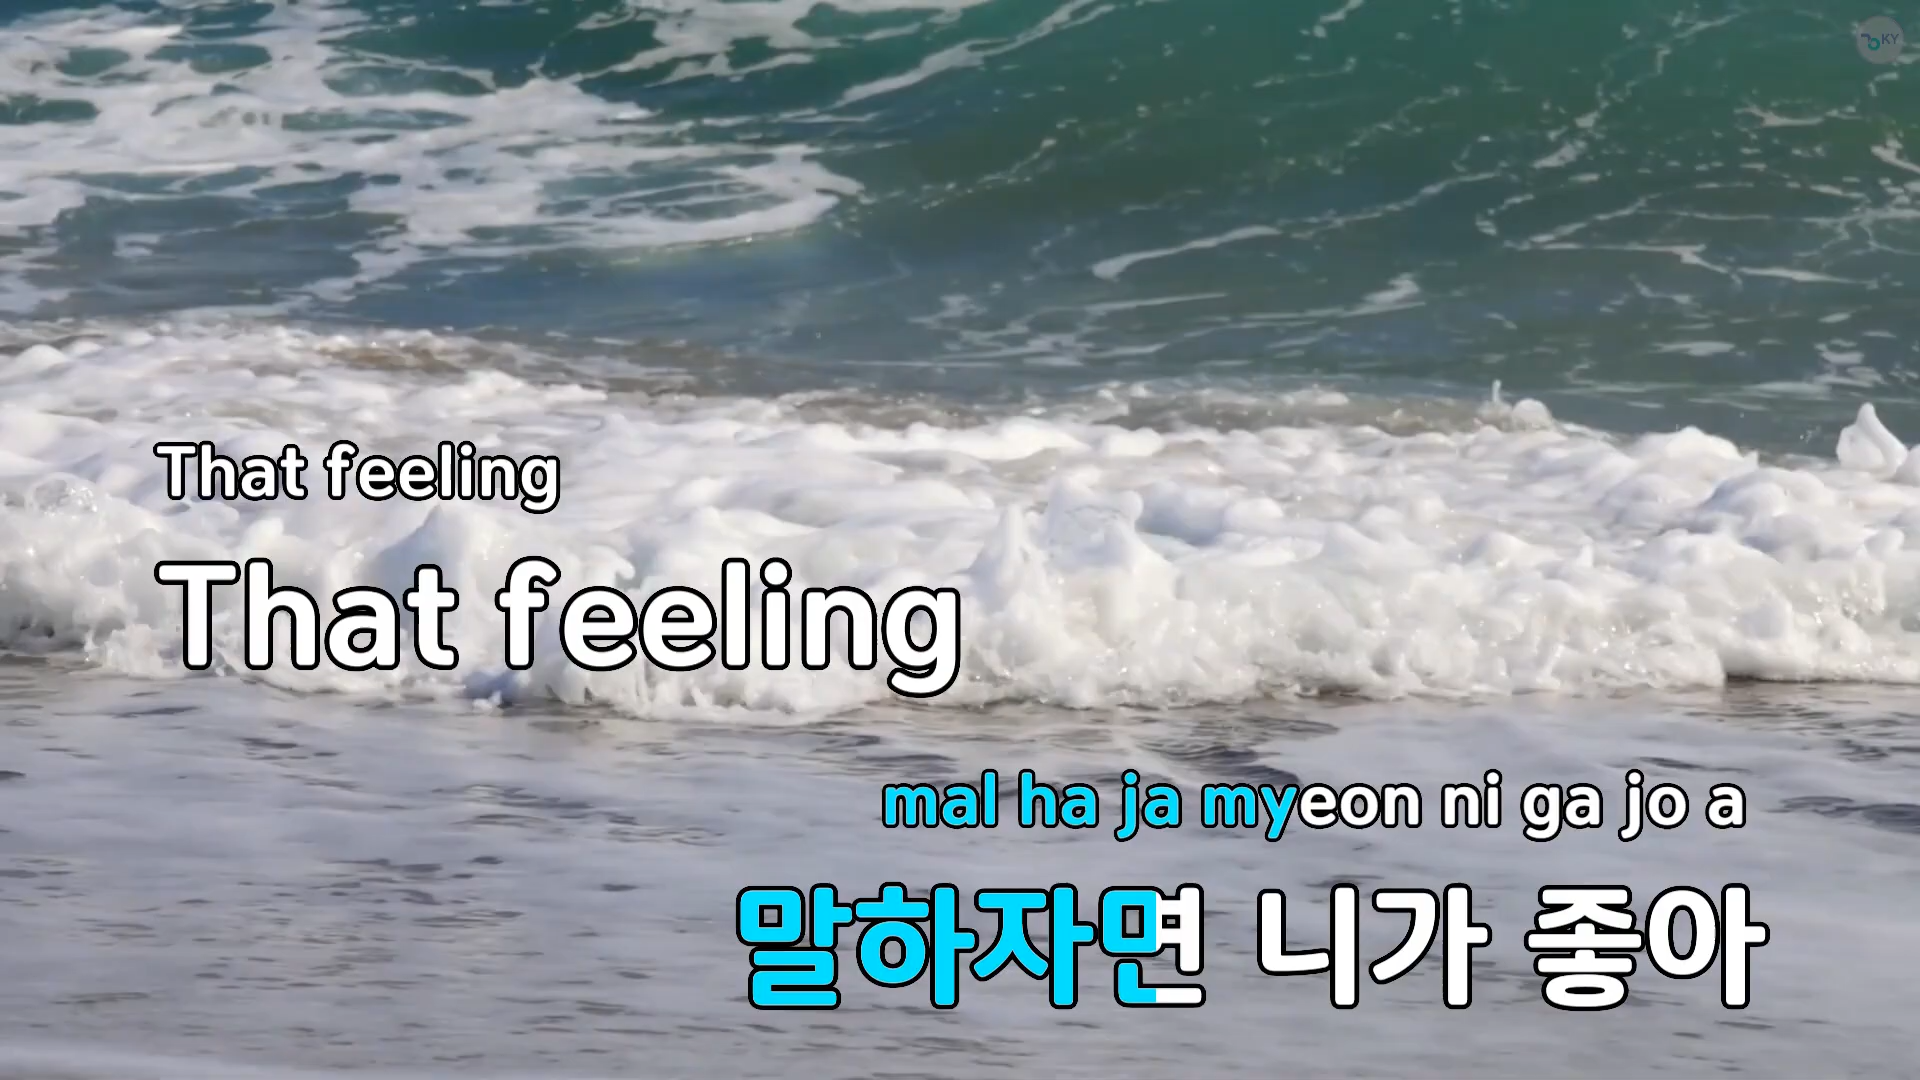 KY
That feeling
That feeling
mal ha ja myeon ni ga jo a
말하자면 니가 좋아